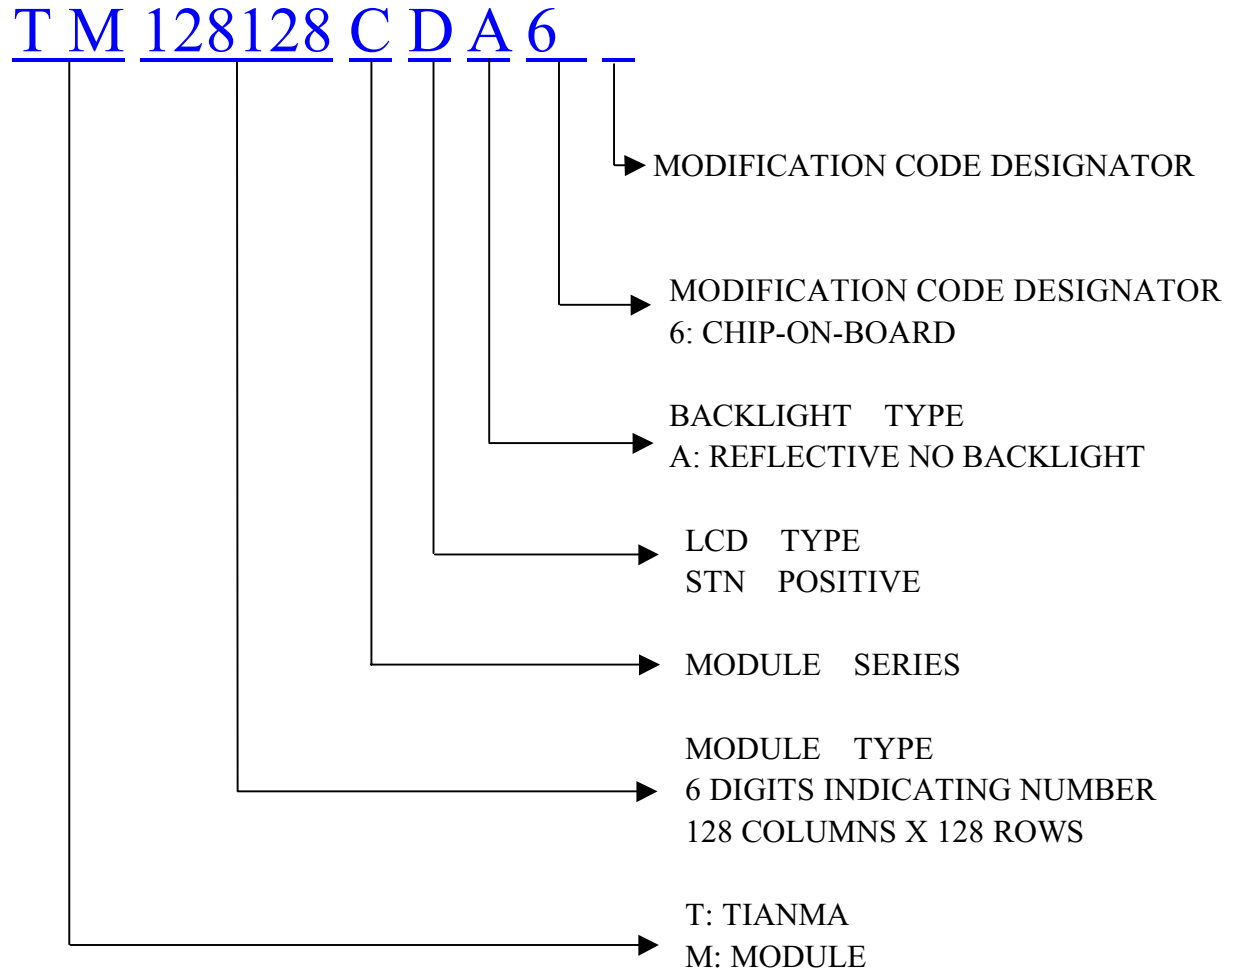 T M 128128 C D A 6
MODIFICATION CODE DESIGNATOR
MODIFICATION CODE DESIGNATOR
6: CHIP-ON-BOARD
BACKLIGHT TYPE
A: REFLECTIVE NO BACKLIGHT
LCD TYPE
STN POSITIVE
MODULE SERIES
MODULE TYPE
6 DIGITS INDICATING NUMBER
128 COLUMNS X 128 ROWS
T: TIANMA
M: MODULE